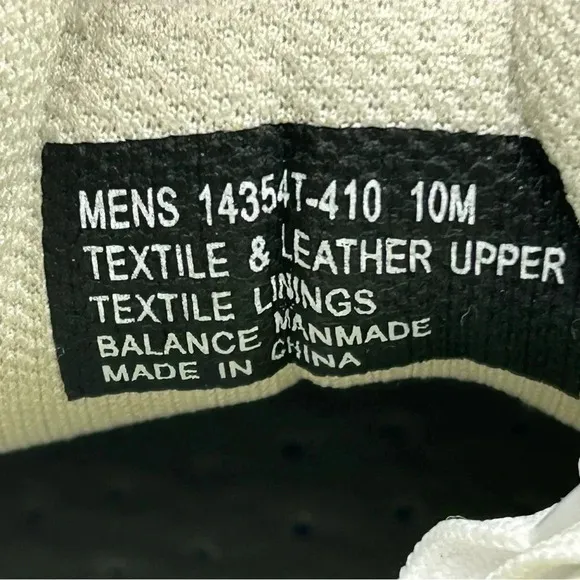 MENS 14354T-410 10M
TEXTILE & LEATHER UPPER
TEXTILE LININGS
BALANCE MANMADE
MADE IN CHINA